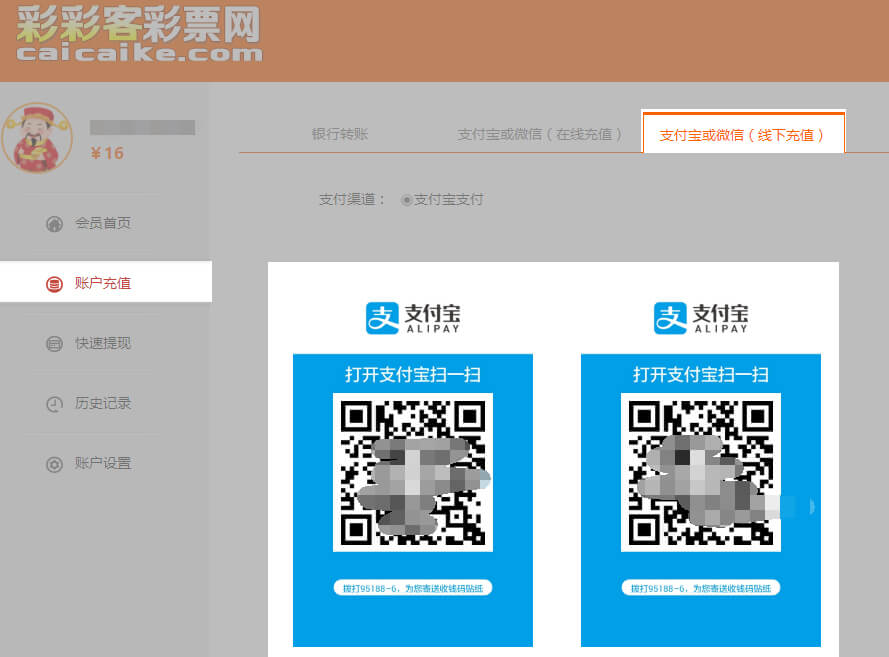 彩彩客彩票网
caicaike.com
¥16
银行转账
支付宝或微信（在线充值）
支付宝或微信（线下充值）
支付渠道：
支付宝支付
会员首页
账户充值
快速提现
历史记录
账户设置
支 支付宝
ALIPAY
打开支付宝扫一扫
拨打95188-6，为您寄送收钱码贴纸
支 支付宝
ALIPAY
打开支付宝扫一扫
拨打95188-6，为您寄送收钱码贴纸